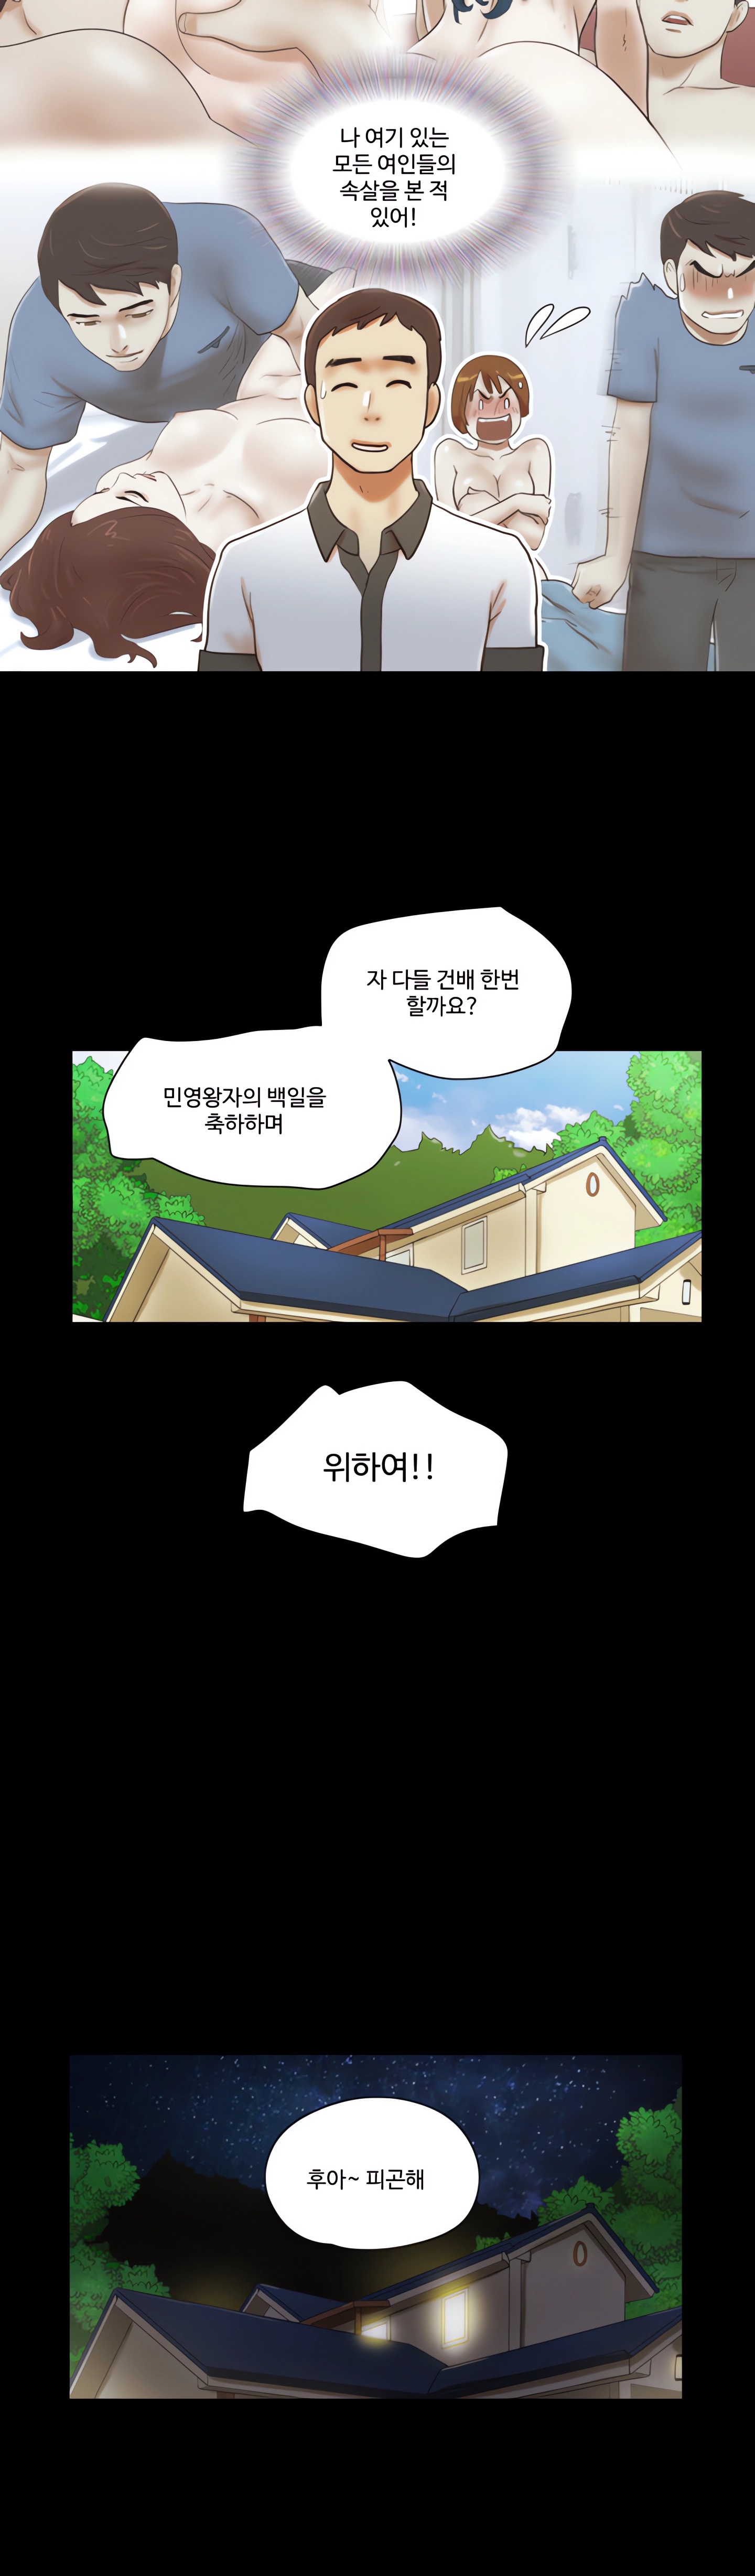 나 여기 있는
모든 여인들의
속살을 본 적
있어!
자 다들 건배 한번
할까요?
민영왕자의 백일을
축하하며
위하여!!
후아~ 피곤해